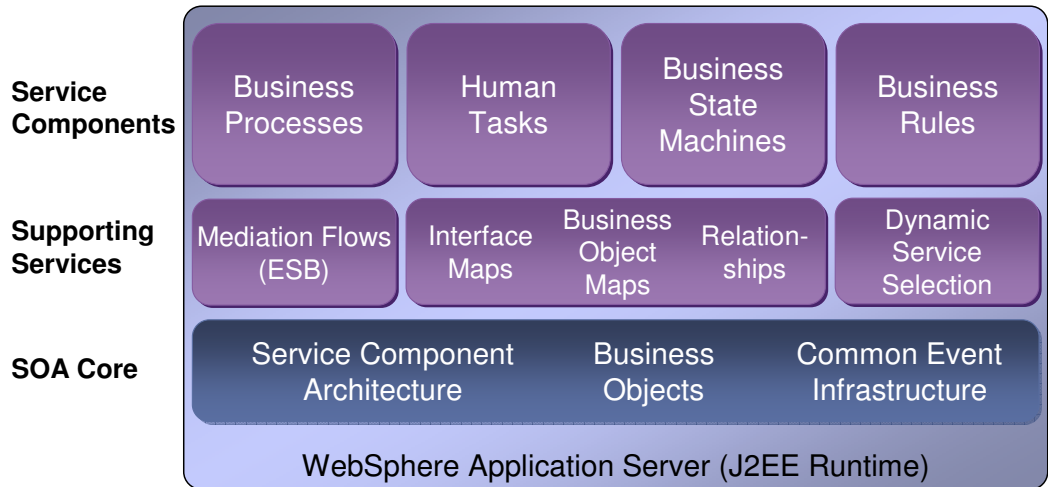 Service
Components
Business
Processes
Human
Tasks
Business
State
Machines
Business
Rules
Supporting
Services
Mediation Flows
(ESB)
Interface
Maps
Business
Object
Maps
Relation-
ships
Dynamic
Service
Selection
SOA Core
Service Component
Architecture
Business
Objects
Common Event
Infrastructure
WebSphere Application Server (J2EE Runtime)